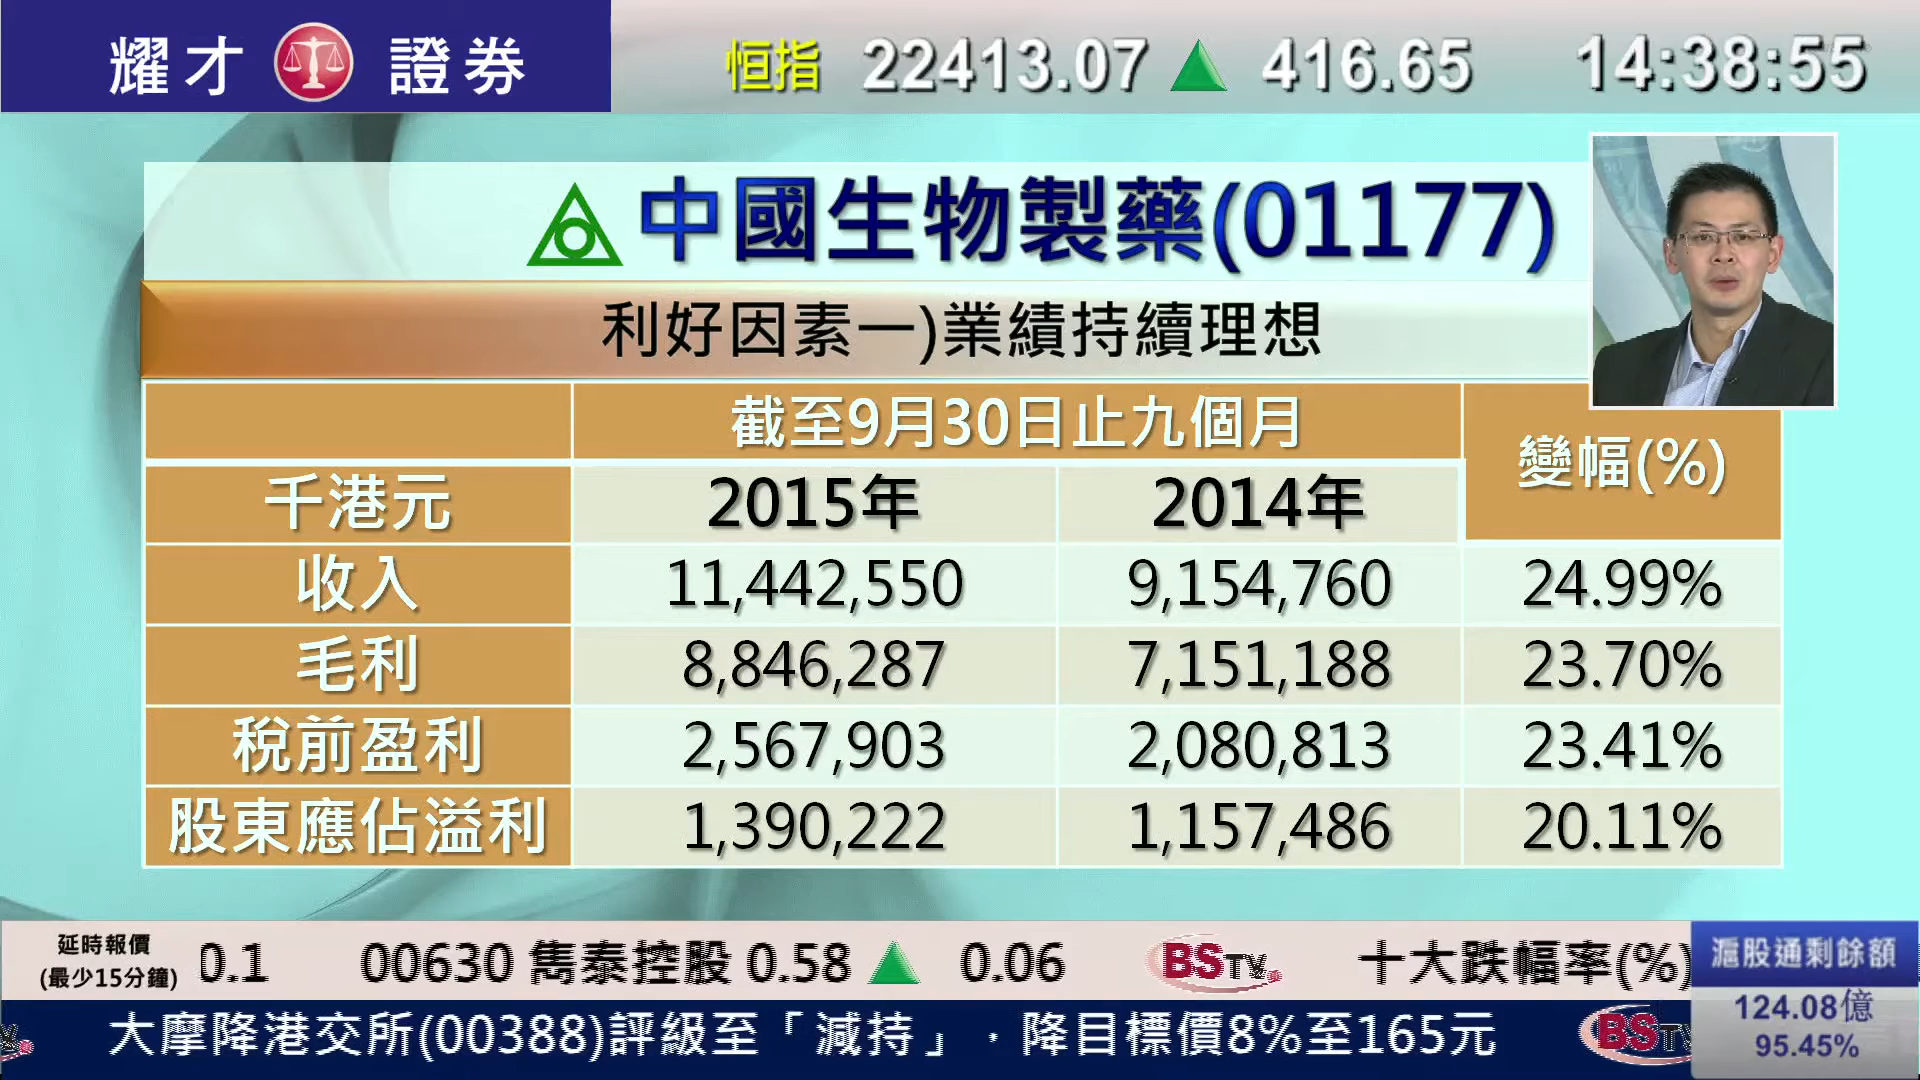 耀才 證券
恒指 22413.07 ▲ 416.65 14:38:55
中國生物製藥(01177)
利好因素一)業績持續理想
截至9月30日止九個月 變幅(%)
千港元 2015年 2014年
收入 11,442,550 9,154,760 24.99%
毛利 8,846,287 7,151,188 23.70%
稅前盈利 2,567,903 2,080,813 23.41%
股東應佔溢利 1,390,222 1,157,486 20.11%
延時報價
(最少15分鐘)
0.1 00630 雋泰控股 0.58 ▲ 0.06 BSTV 十大跌幅率(%)
滬股通剩餘額
124.08億
95.45%
大摩降港交所(00388)評級至「減持」﹒降目標價8%至165元 BSTV